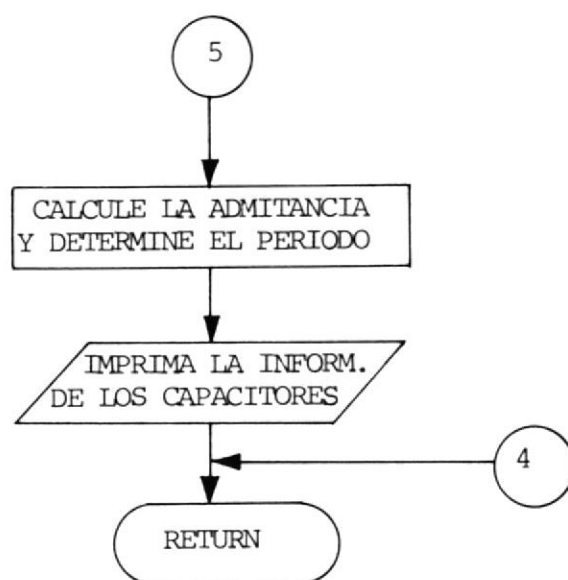 5
CALCULE LA ADMITANCIA
Y DETERMINE EL PERIODO
IMPRIMA LA INFORM.
DE LOS CAPACITORES
4
RETURN